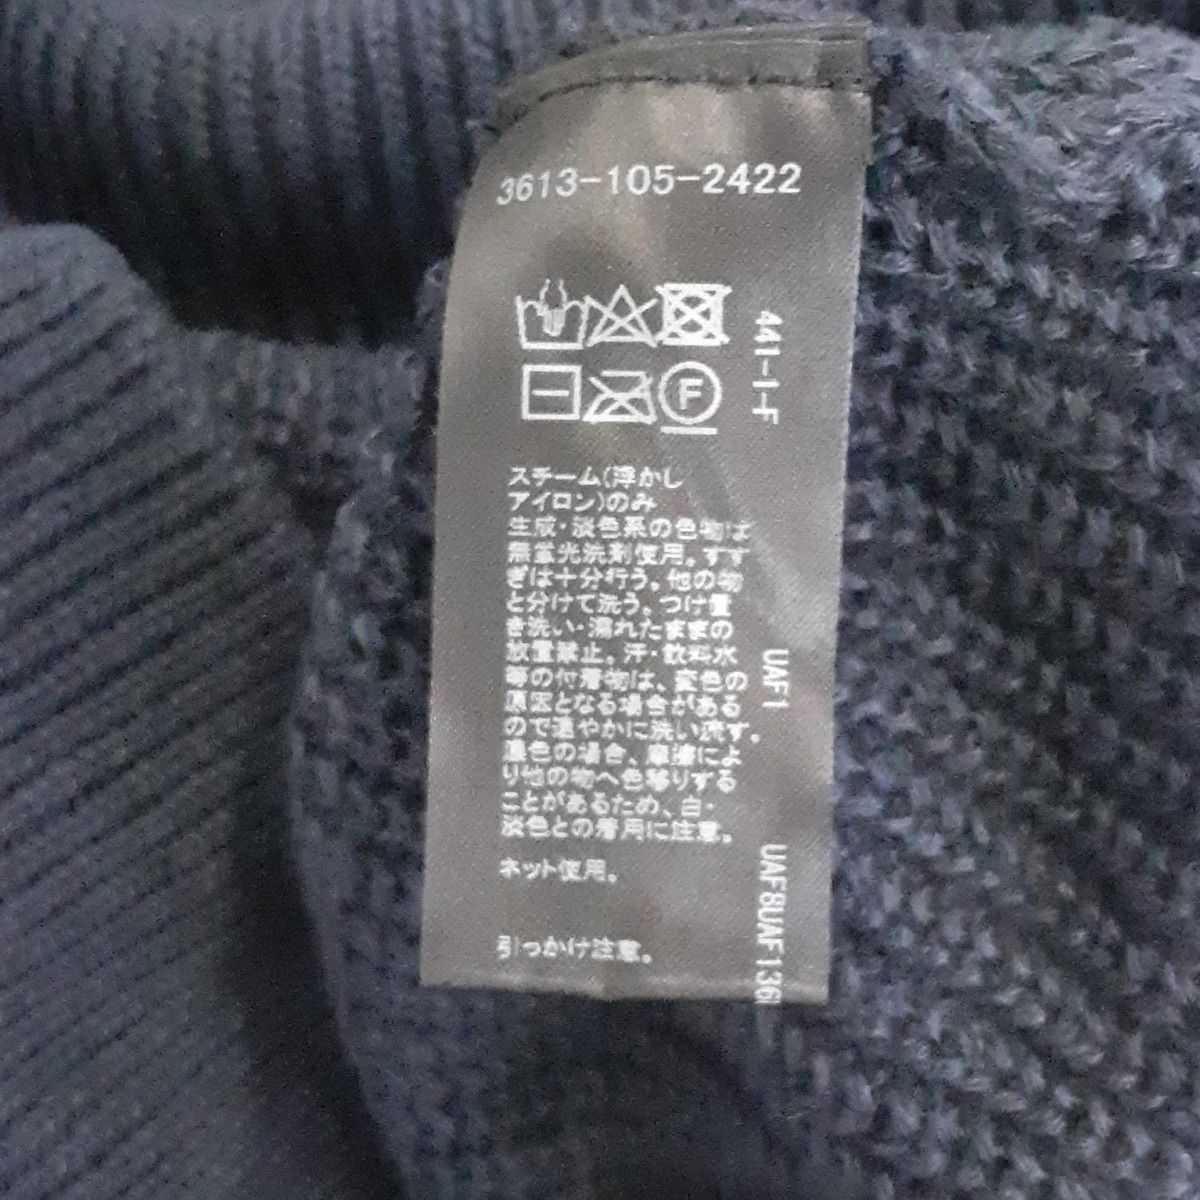 3613-105-2422
F
スチーム(浮かし
アイロン)のみ
生成・淡色系の色物は
無蛍光洗剤使用。すす
ぎは十分行う。他の物
と分けて洗う。つけ置
き洗い・濡れたままの
放置禁止。汗・飲料水
等の付着物は、変色の
原因となる場合がある
ので速やかに洗い流す。
濃色の場合、摩擦によ
り他の物へ色移りする
ことがあるため、白・
淡色との着用に注意。
ネット使用。
引っかけ注意。
441-1-F
UAF1
UAF8UAF136